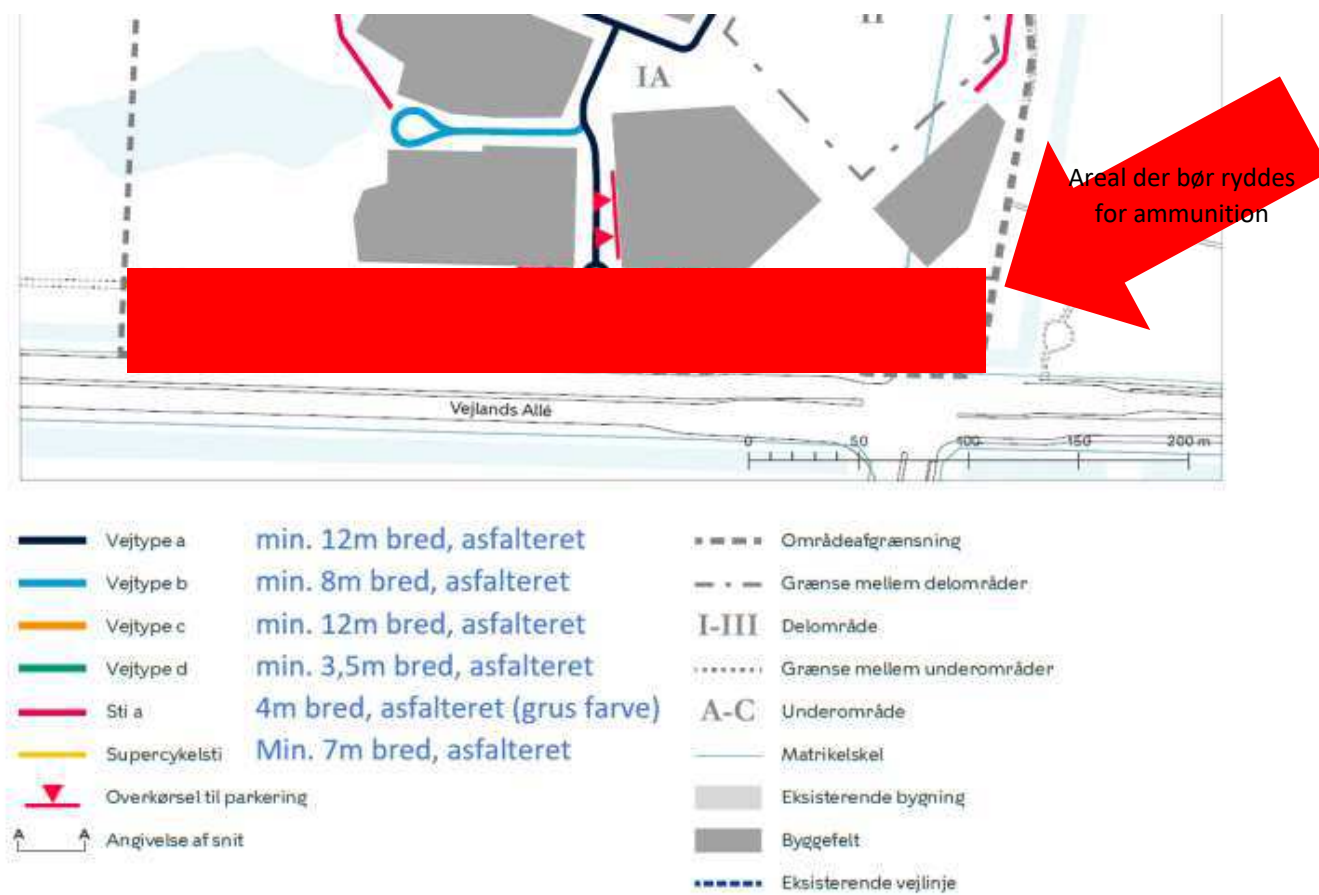 II
IA
Areal der bør ryddes
for ammunition
Vejlands Allé
0 50 100 150 200 m
Vejtype a min. 12m bred, asfalteret
Vejtype b min. 8m bred, asfalteret
Vejtype c min. 12m bred, asfalteret
Vejtype d min. 3,5m bred, asfalteret
Sti a 4m bred, asfalteret (grus farve)
Supercykelsti Min. 7m bred, asfalteret
Overkørsel til parkering
A A Angivelse af snit
Områdeafgrænsning
Grænse mellem delområder
I-III Delområde
Grænse mellem underområder
A-C Underområde
Matrikelskel
Eksisterende bygning
Byggefelt
Eksisterende vejlinje